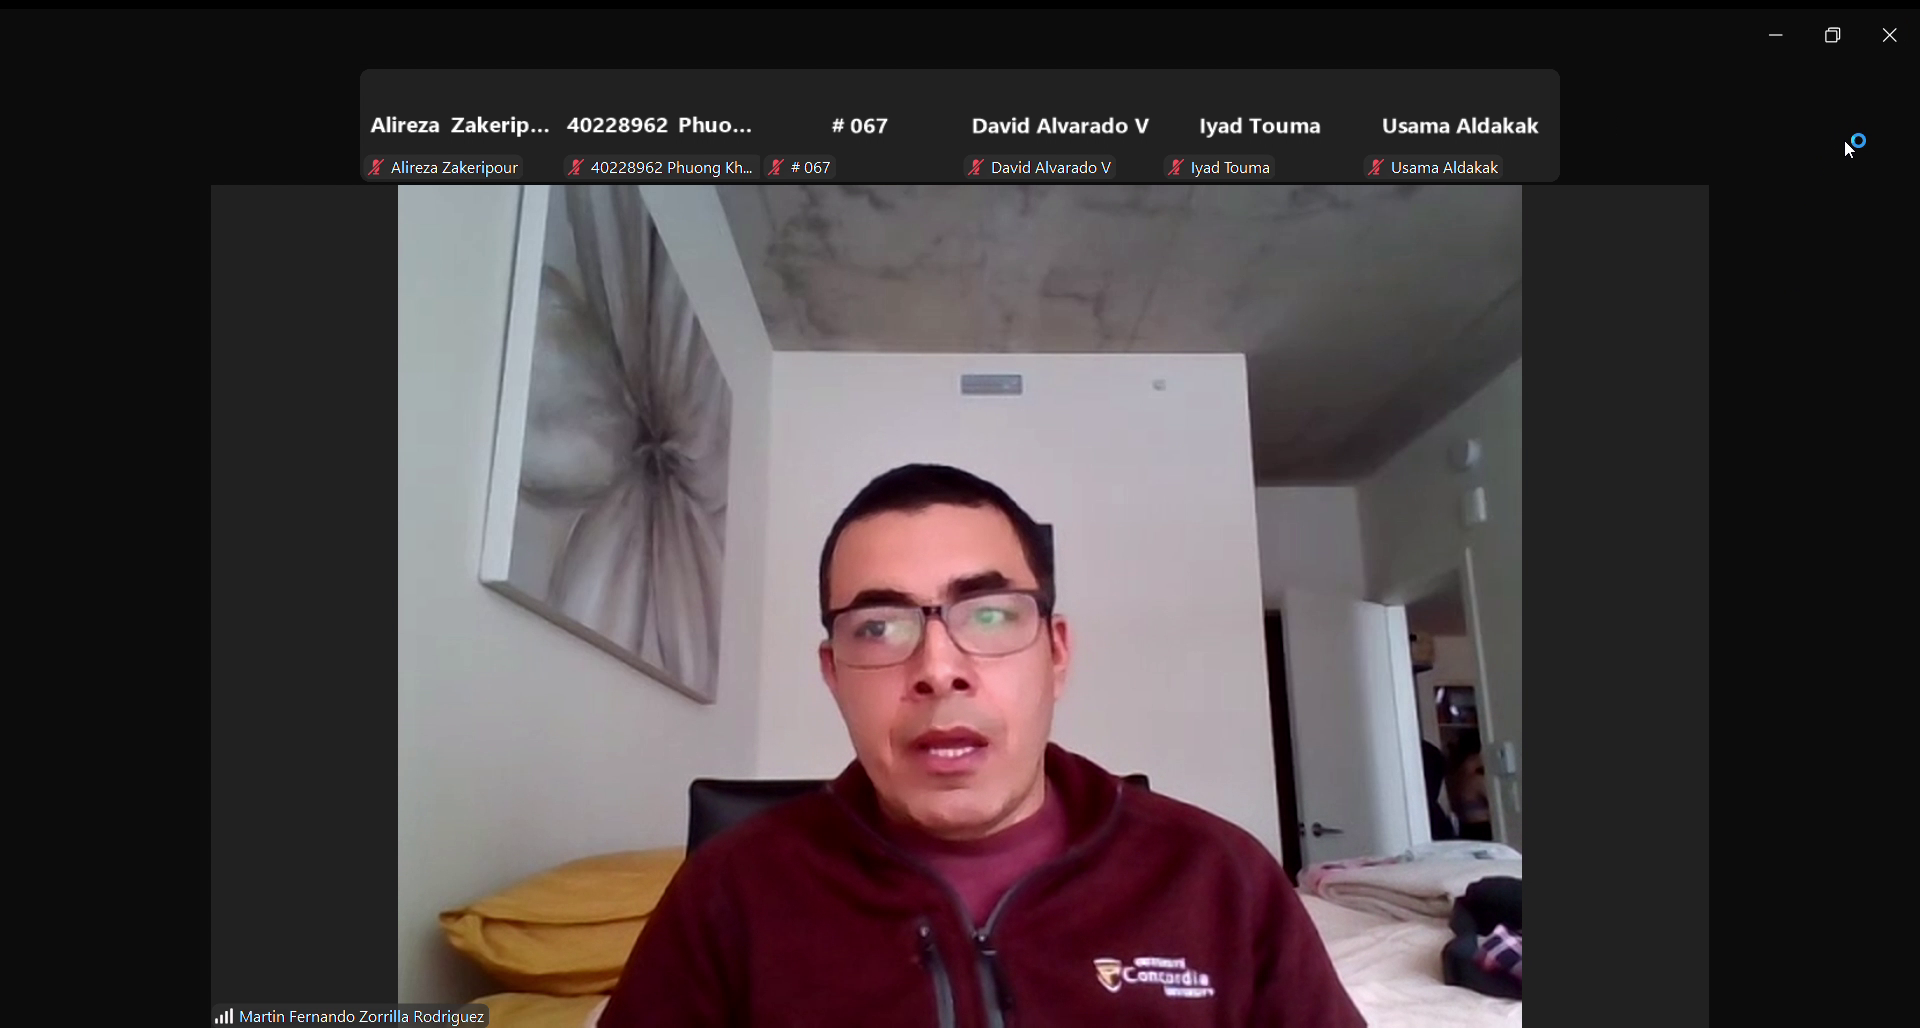 Alireza Zakerip...
40228962 Phuo...
# 067
David Alvarado V
Iyad Touma
Usama Aldakak
Alireza Zakeripour
40228962 Phuong Kh...
# 067
David Alvarado V
Iyad Touma
Usama Aldakak
Concordia
Martin Fernando Zorrilla Rodriguez